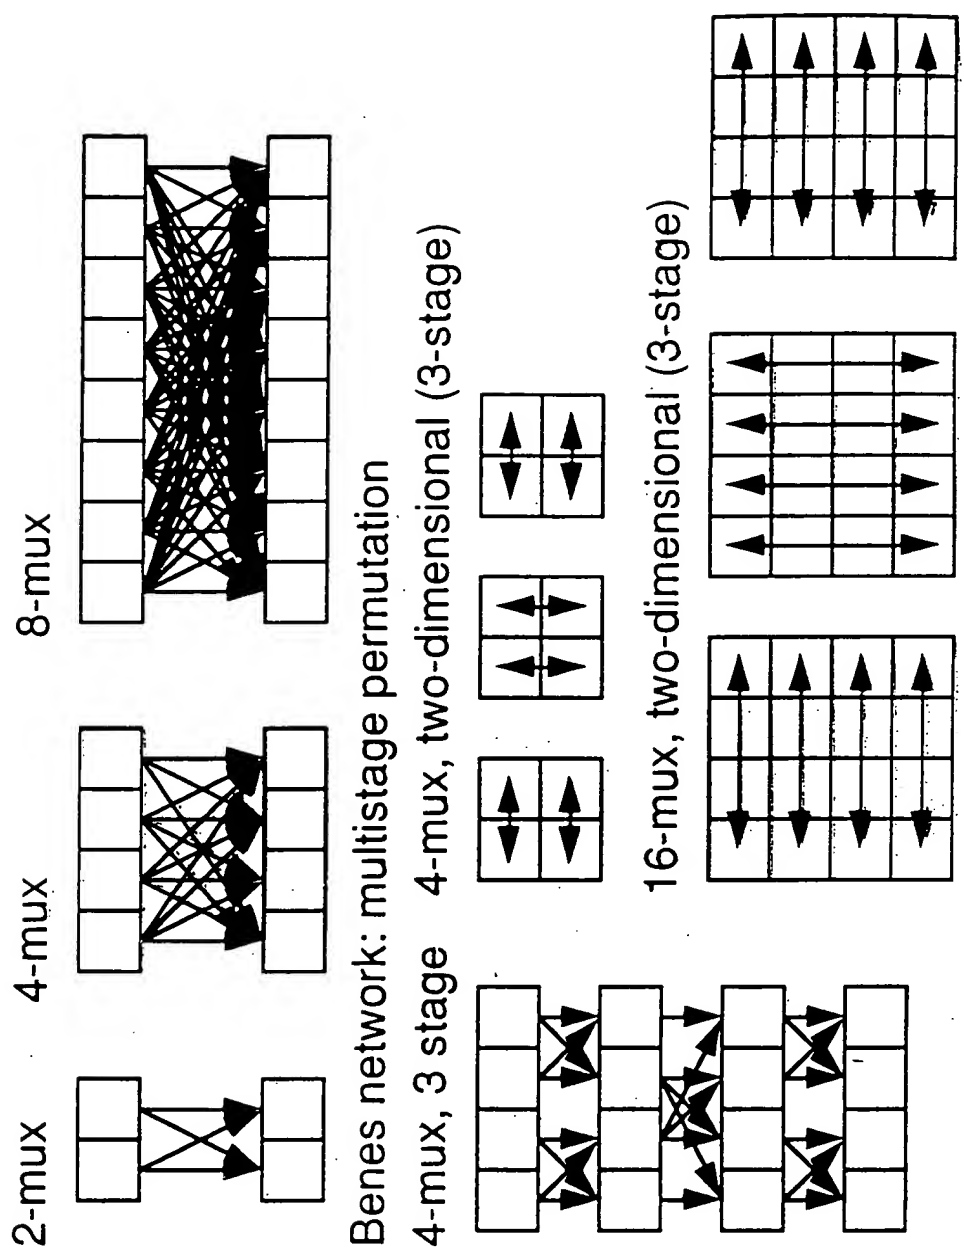 2-mux
4-mux
8-mux
Benes network: multistage permutation
4-mux, 3 stage
4-mux, two-dimensional (3-stage)
16-mux, two-dimensional (3-stage)